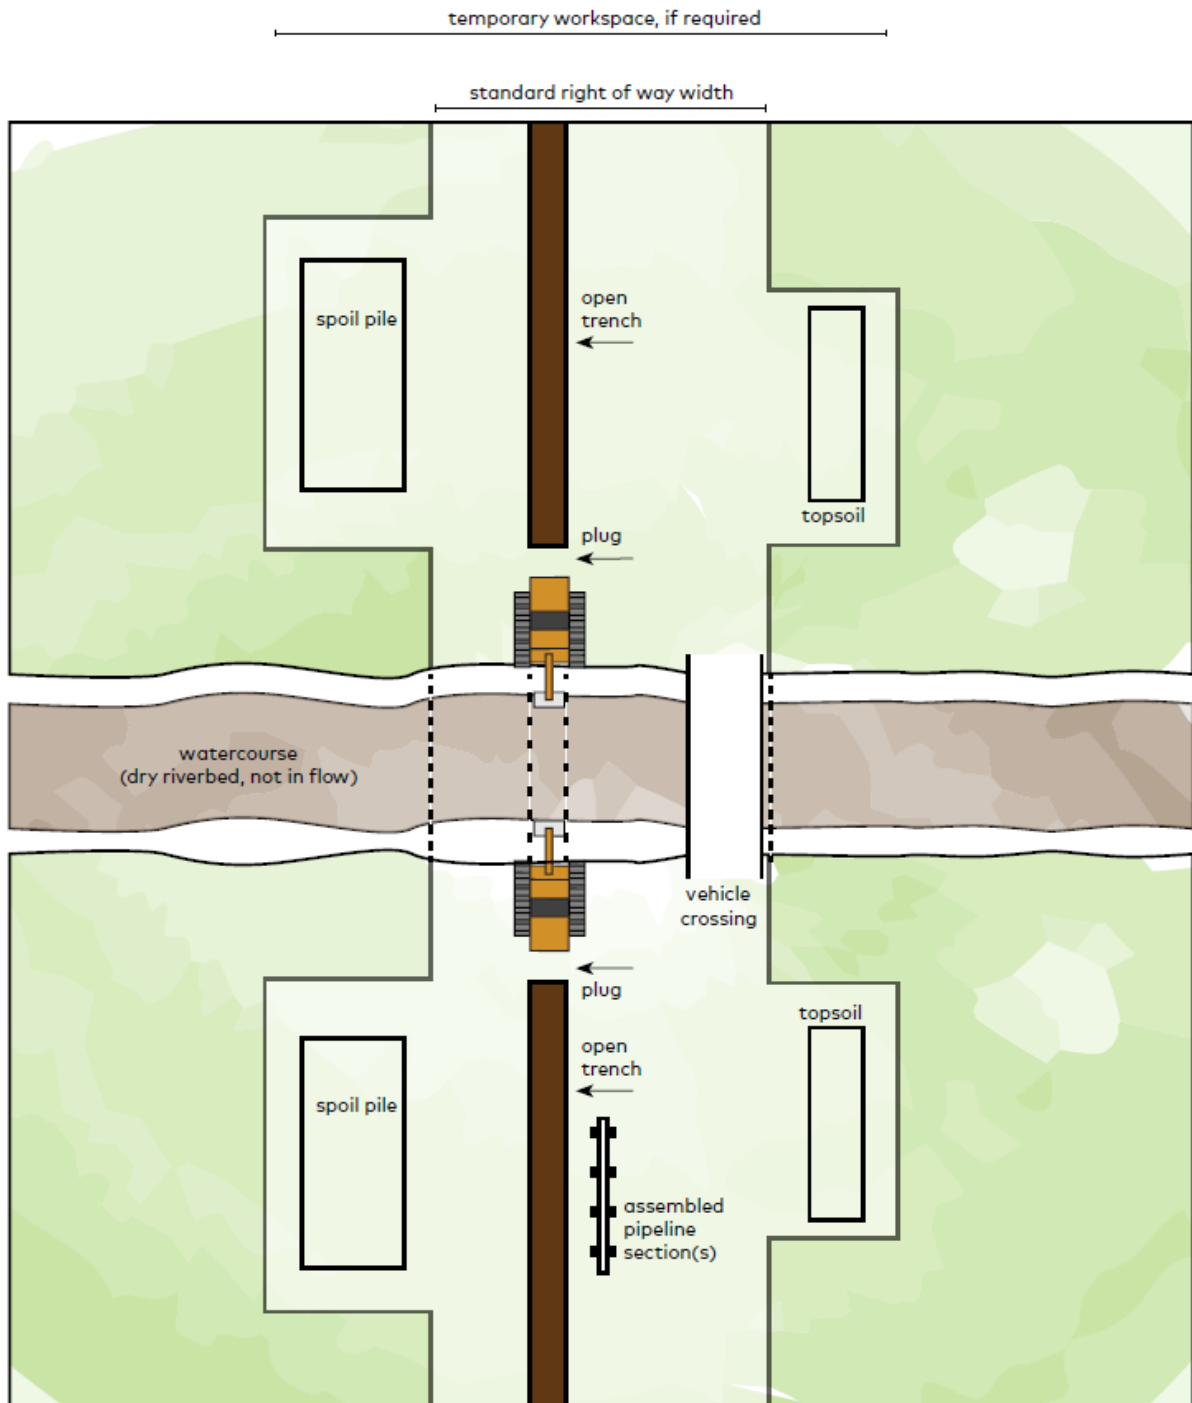 temporary workspace, if required
standard right of way width
open
trench
spoil pile
topsoil
plug
watercourse
(dry riverbed, not in flow)
vehicle
crossing
plug
topsoil
open
trench
spoil pile
assembled
pipeline
section(s)